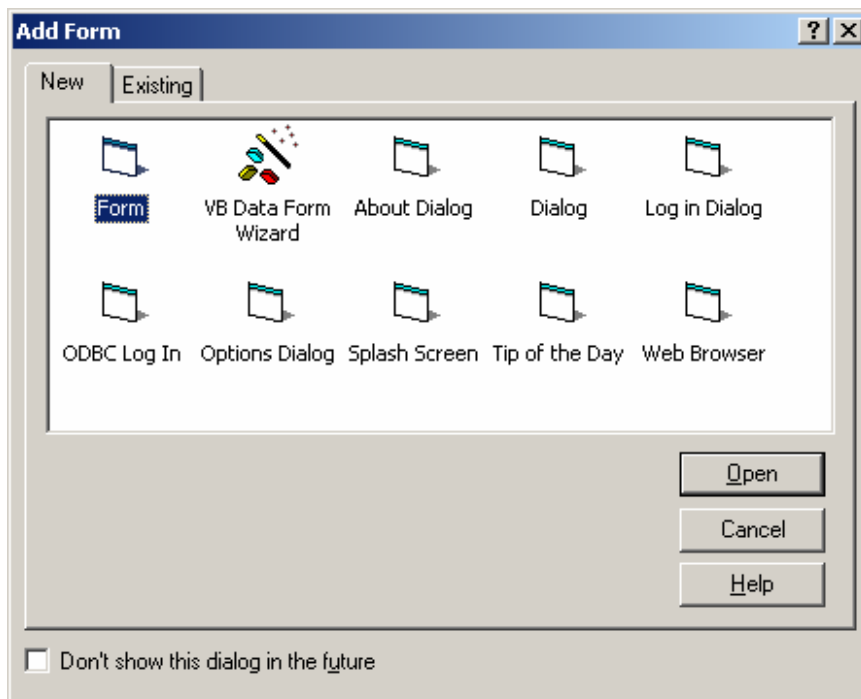 Add Form
New Existing
Form VB Data Form Wizard About Dialog Dialog Log in Dialog
ODBC Log In Options Dialog Splash Screen Tip of the Day Web Browser
Open
Cancel
Help
Don't show this dialog in the future